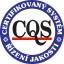 CERTIFIKOVANÝ SYSTÉM
CQS
ŘÍZENÍ JAKOSTI